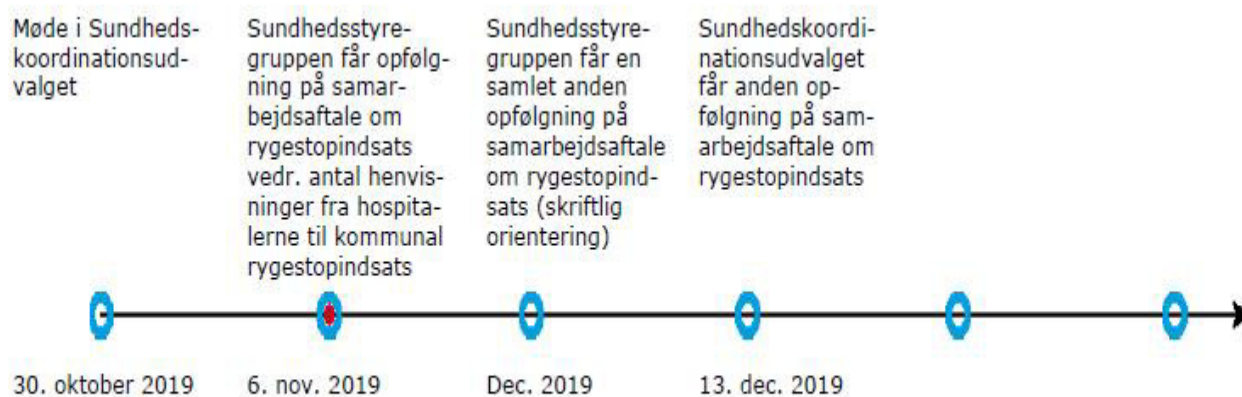 Møde i Sundheds-
koordinationsud-
valget
Sundhedsstyre-
gruppen får opfølg-
ning på samar-
bejdsaftale om
rygestopindsats
vedr. antal henvis-
ninger fra hospita-
lerne til kommunal
rygestopindsats
Sundhedsstyre-
gruppen får en
samlet anden
opfølgning på
samarbejdsaftale
om rygestopind-
sats (skriftlig
orientering)
Sundhedskoordi-
nationsudvalget
får anden op-
følgning på sam-
arbejdsaftale om
rygestopindsats
30. oktober 2019
6. nov. 2019
Dec. 2019
13. dec. 2019